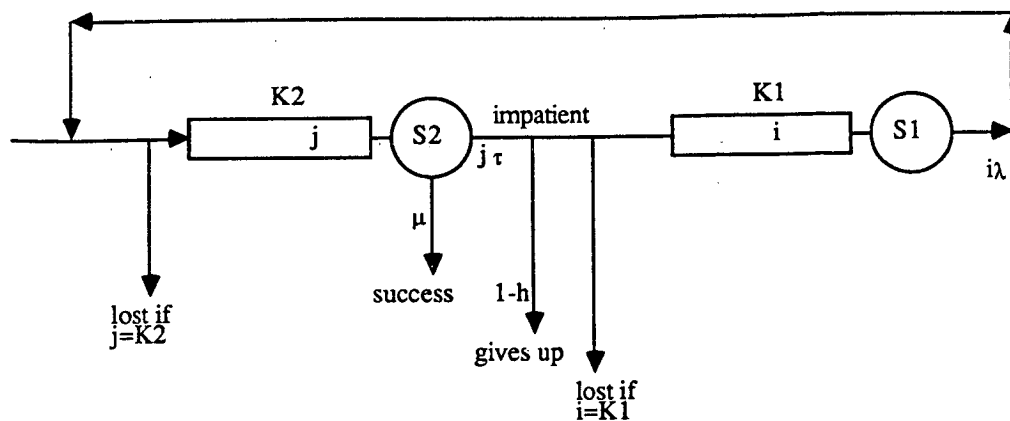 K2
j
S2
impatient
j τ
K1
i
S1
iλ
μ
success
1-h
gives up
lost if
j=K2
lost if
i=K1